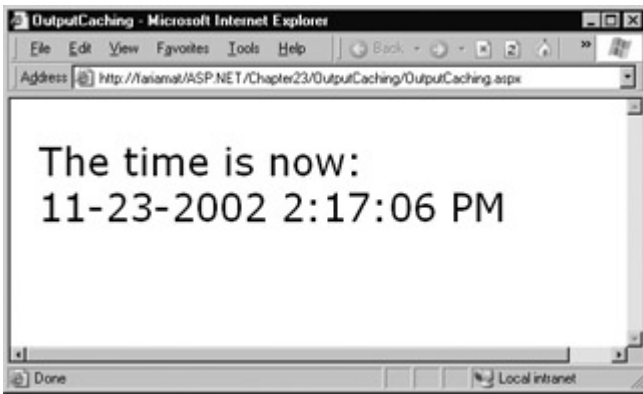 OutputCaching - Microsoft Internet Explorer
File Edit View Favorites Tools Help Back »
Address http://fariamat/ASP.NET/Chapter23/OutputCaching/OutputCaching.aspx
The time is now:
11-23-2002 2:17:06 PM
Done Local intranet